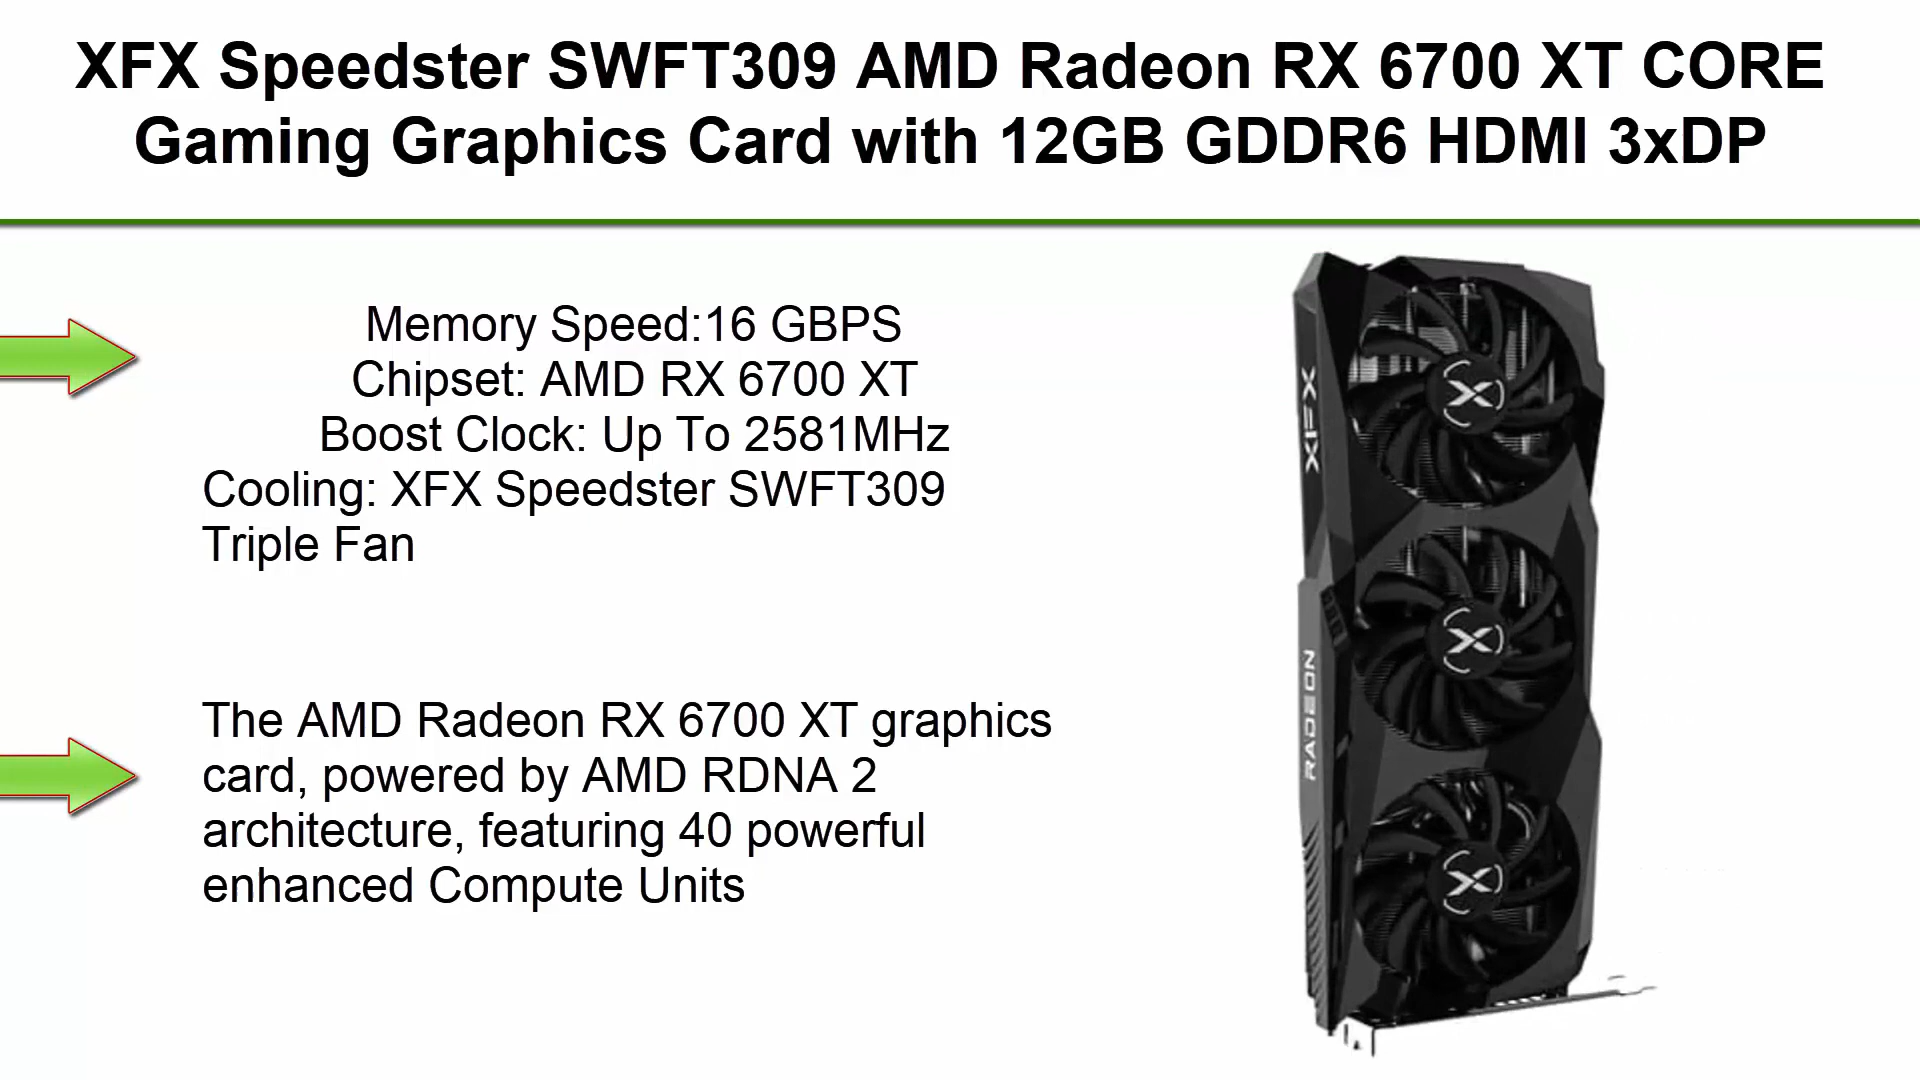 XFX Speedster SWFT309 AMD Radeon RX 6700 XT CORE
Gaming Graphics Card with 12GB GDDR6 HDMI 3xDP
Memory Speed:16 GBPS
Chipset: AMD RX 6700 XT
Boost Clock: Up To 2581MHz
Cooling: XFX Speedster SWFT309
Triple Fan
The AMD Radeon RX 6700 XT graphics
card, powered by AMD RDNA 2
architecture, featuring 40 powerful
enhanced Compute Units
XFX
RADEON